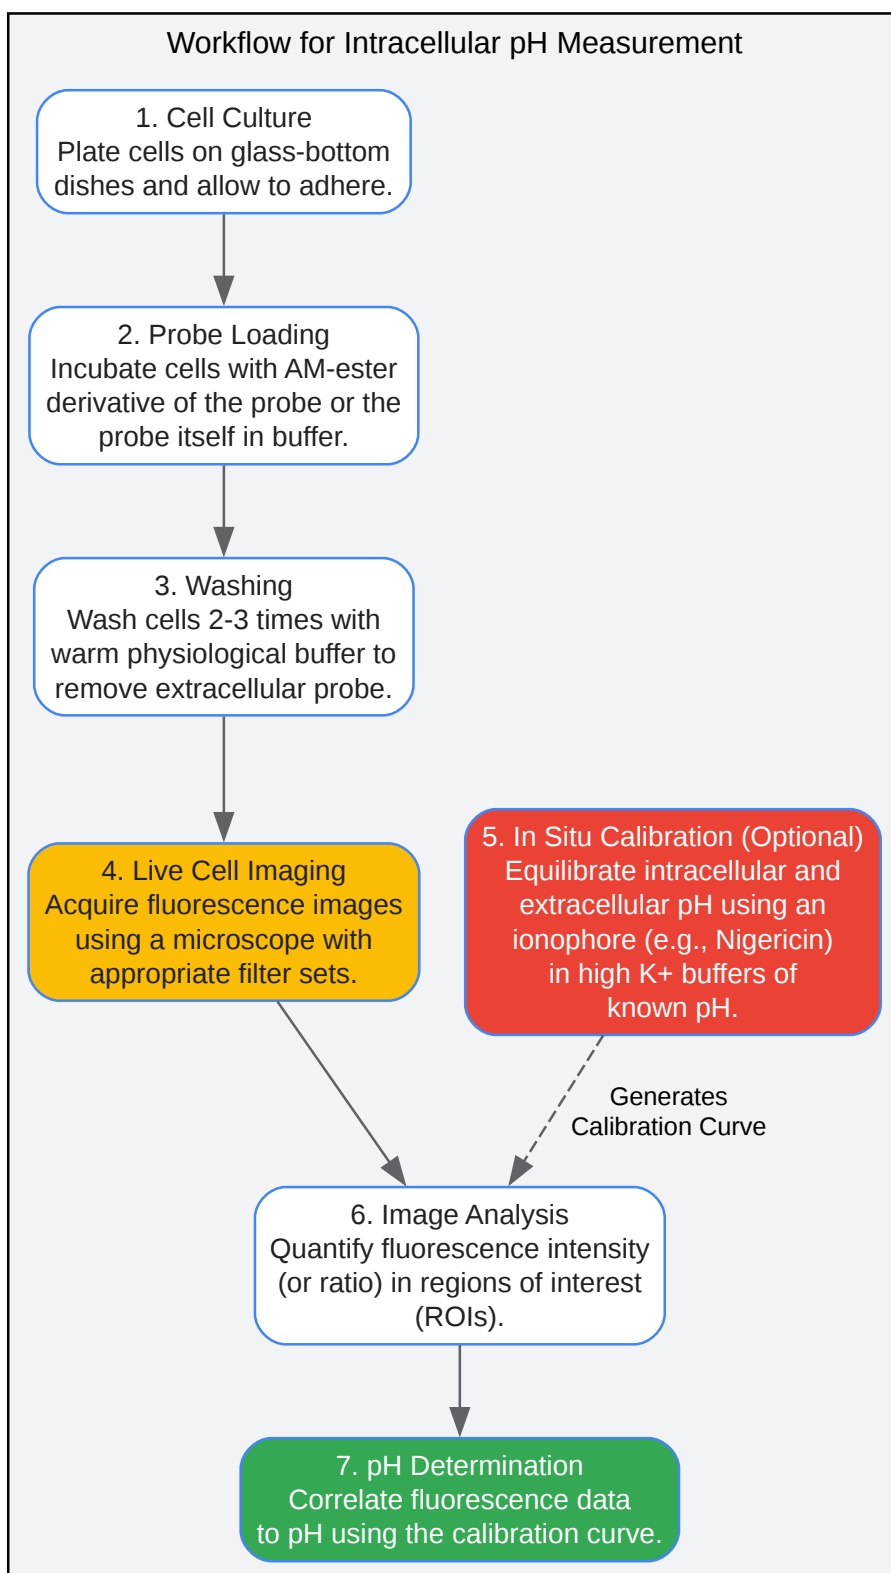 Workflow for Intracellular pH Measurement
1. Cell Culture
Plate cells on glass-bottom
dishes and allow to adhere.
2. Probe Loading
Incubate cells with AM-ester
derivative of the probe or the
probe itself in buffer.
3. Washing
Wash cells 2-3 times with
warm physiological buffer to
remove extracellular probe.
4. Live Cell Imaging
Acquire fluorescence images
using a microscope with
appropriate filter sets.
5. In Situ Calibration (Optional)
Equilibrate intracellular and
extracellular pH using an
ionophore (e.g., Nigericin)
in high K+ buffers of
known pH.
Generates
Calibration Curve
6. Image Analysis
Quantify fluorescence intensity
(or ratio) in regions of interest
(ROIs).
7. pH Determination
Correlate fluorescence data
to pH using the calibration curve.